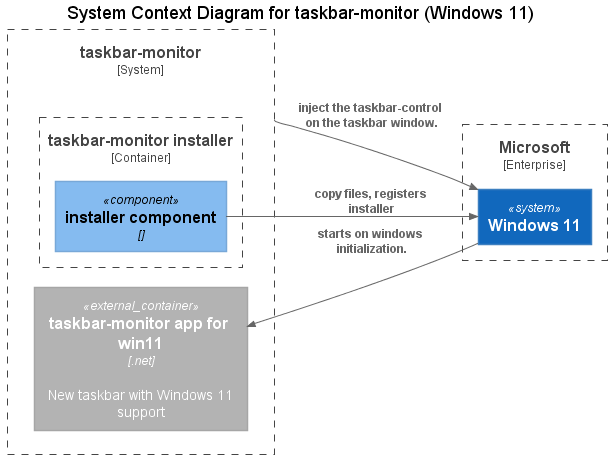 System Context Diagram for taskbar-monitor (Windows 11)
taskbar-monitor
[System]
taskbar-monitor installer
[Container]
«component»
installer component
[]
«external_container»
taskbar-monitor app for
win11
[.net]
New taskbar with Windows 11
support
inject the taskbar-control
on the taskbar window.
copy files, registers
installer
starts on windows
initialization.
Microsoft
[Enterprise]
«system»
Windows 11